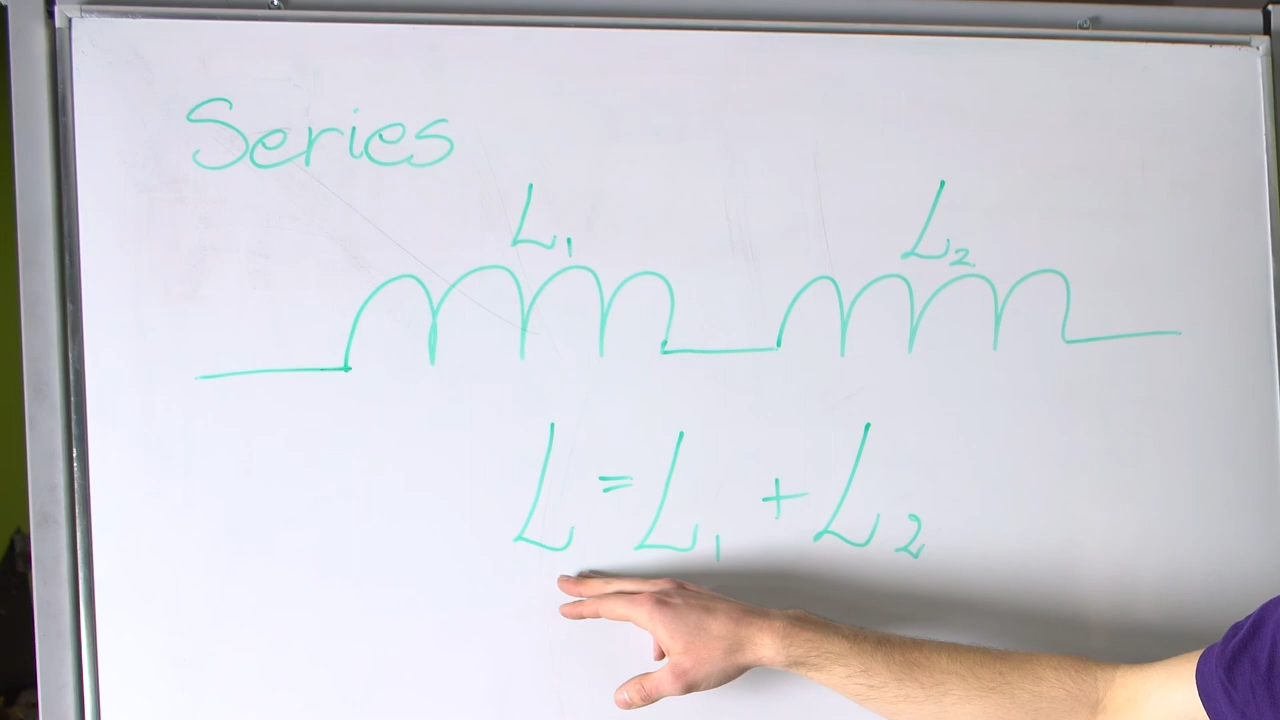 Series
L₁ L₂
L = L₁ + L₂